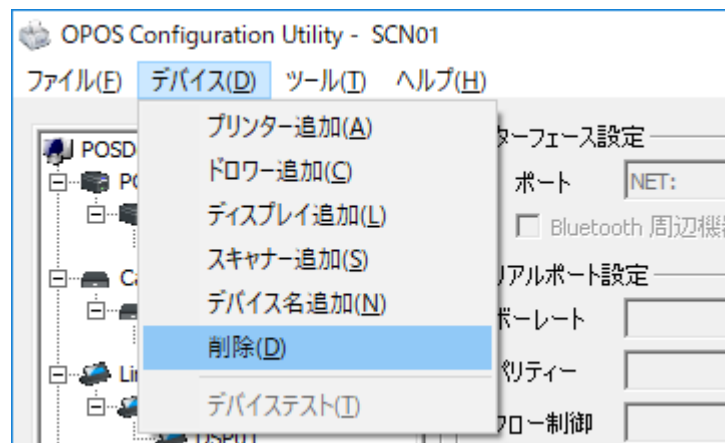 OPOS Configuration Utility - SCN01
ファイル(F) デバイス(D) ツール(T) ヘルプ(H)
プリンター追加(A)
ドロワー追加(C)
ディスプレイ追加(L)
スキャナー追加(S)
デバイス名追加(N)
削除(D)
デバイステスト(T)
POSD
PO
Ca
Li
DSP01
ターフェース設定
ポート NET:
Bluetooth 周辺機
リアルポート設定
ボーレート
パリティー
フロー制御